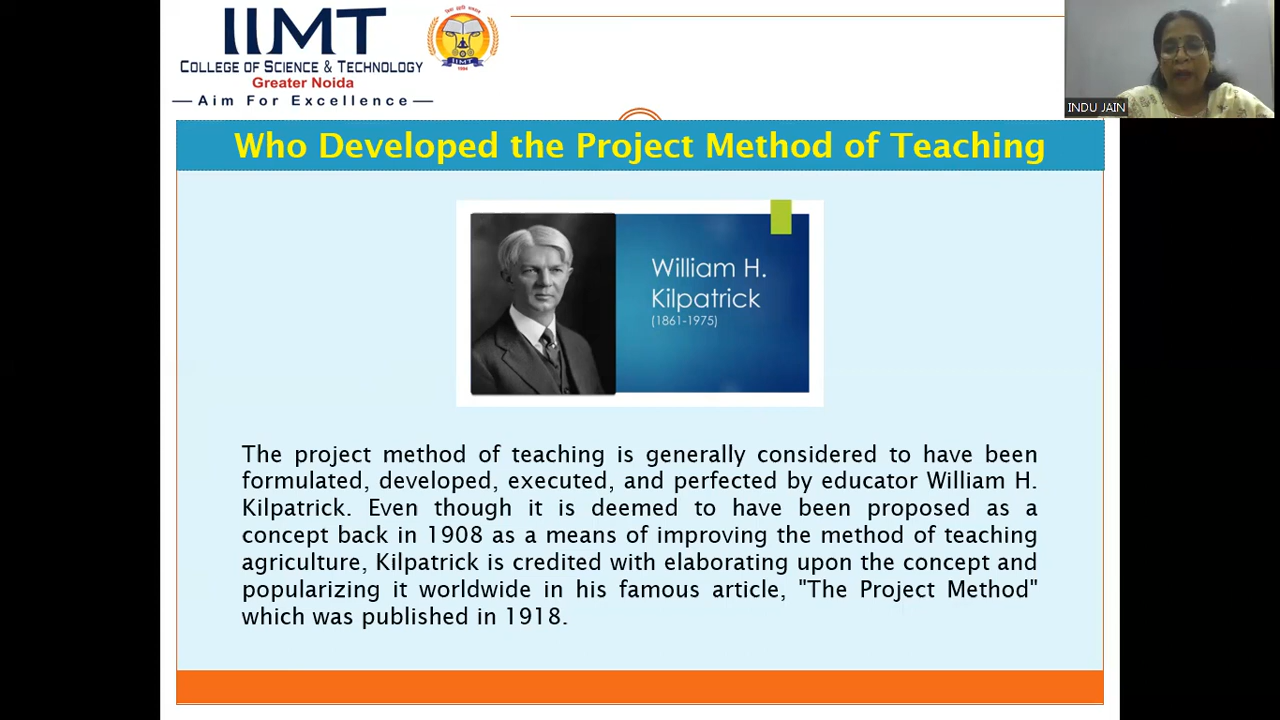 IIMT
COLLEGE OF SCIENCE & TECHNOLOGY
Greater Noida
Aim For Excellence
IIMT
INDU JAIN
Who Developed the Project Method of Teaching
William H.
Kilpatrick
(1861-1975)
The project method of teaching is generally considered to have been
formulated, developed, executed, and perfected by educator William H.
Kilpatrick. Even though it is deemed to have been proposed as a
concept back in 1908 as a means of improving the method of teaching
agriculture, Kilpatrick is credited with elaborating upon the concept and
popularizing it worldwide in his famous article, "The Project Method"
which was published in 1918.